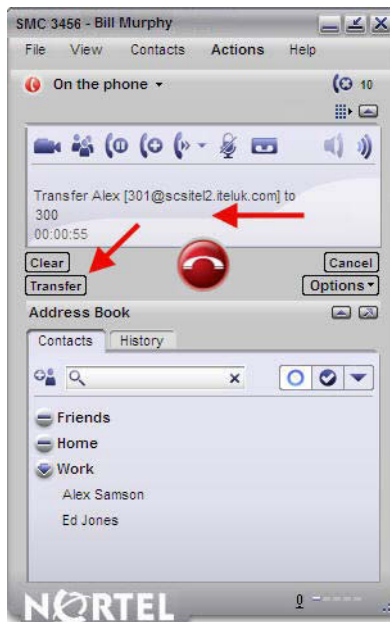 SMC 3456 - Bill Murphy
File View Contacts Actions Help
On the phone
10
Transfer Alex [301@scsitel2.iteluk.com] to
300
00:00:55
Clear Cancel
Transfer Options
Address Book
Contacts History
Friends
Home
Work
Alex Samson
Ed Jones
NORTEL 0